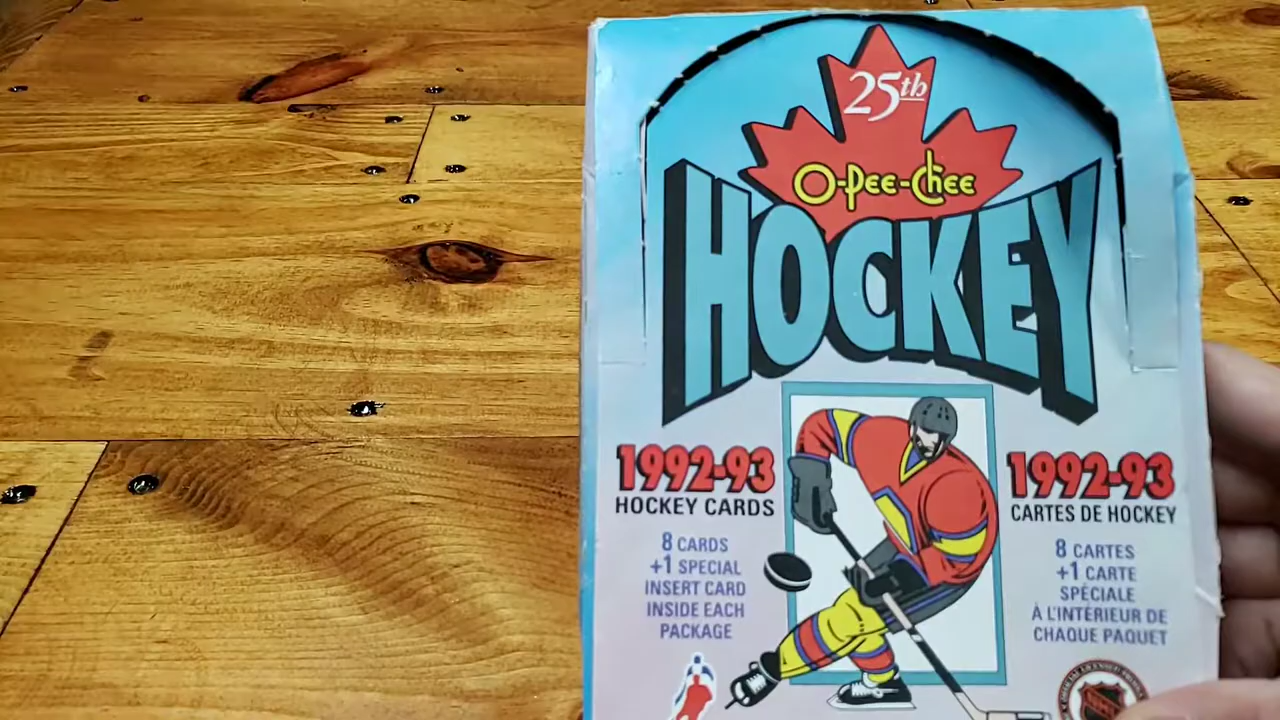 25th
O-Pee-Chee
HOCKEY
1992-93
HOCKEY CARDS
8 CARDS
+1 SPECIAL
INSERT CARD
INSIDE EACH
PACKAGE
1992-93
CARTES DE HOCKEY
8 CARTES
+1 CARTE
SPÉCIALE
À L'INTÉRIEUR DE
CHAQUE PAQUET